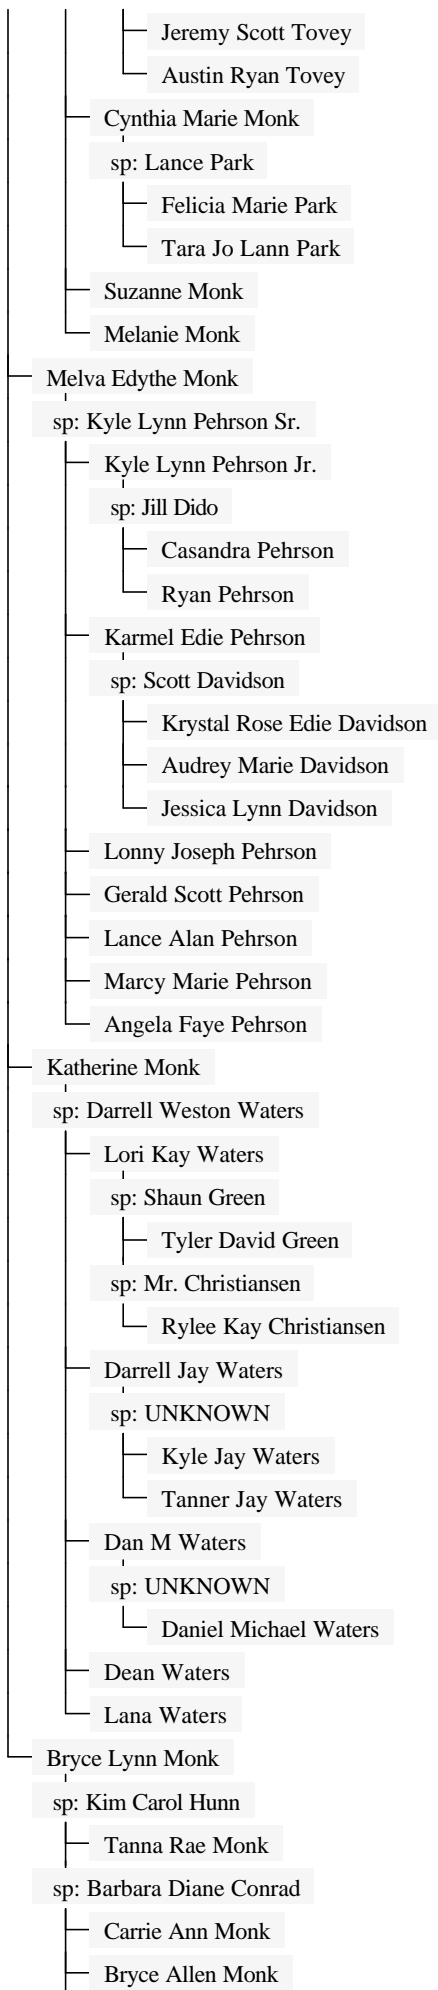 Jeremy Scott Tovey
Austin Ryan Tovey
Cynthia Marie Monk
sp: Lance Park
Felicia Marie Park
Tara Jo Lann Park
Suzanne Monk
Melanie Monk
Melva Edythe Monk
sp: Kyle Lynn Pehrson Sr.
Kyle Lynn Pehrson Jr.
sp: Jill Dido
Casandra Pehrson
Ryan Pehrson
Karmel Edie Pehrson
sp: Scott Davidson
Krystal Rose Edie Davidson
Audrey Marie Davidson
Jessica Lynn Davidson
Lonny Joseph Pehrson
Gerald Scott Pehrson
Lance Alan Pehrson
Marcy Marie Pehrson
Angela Faye Pehrson
Katherine Monk
sp: Darrell Weston Waters
Lori Kay Waters
sp: Shaun Green
Tyler David Green
sp: Mr. Christiansen
Rylee Kay Christiansen
Darrell Jay Waters
sp: UNKNOWN
Kyle Jay Waters
Tanner Jay Waters
Dan M Waters
sp: UNKNOWN
Daniel Michael Waters
Dean Waters
Lana Waters
Bryce Lynn Monk
sp: Kim Carol Hunn
Tanna Rae Monk
sp: Barbara Diane Conrad
Carrie Ann Monk
Bryce Allen Monk